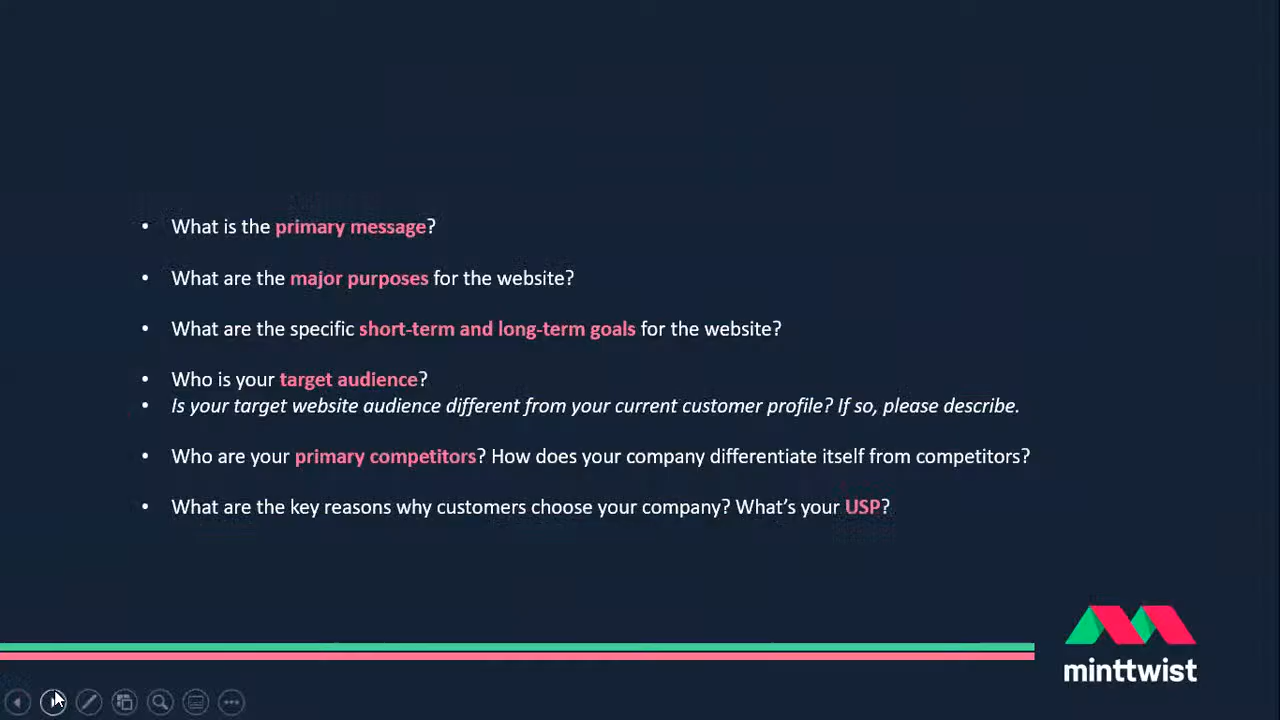 • What is the primary message?
• What are the major purposes for the website?
• What are the specific short-term and long-term goals for the website?
• Who is your target audience?
• Is your target website audience different from your current customer profile? If so, please describe.
• Who are your primary competitors? How does your company differentiate itself from competitors?
• What are the key reasons why customers choose your company? What’s your USP?
minttwist